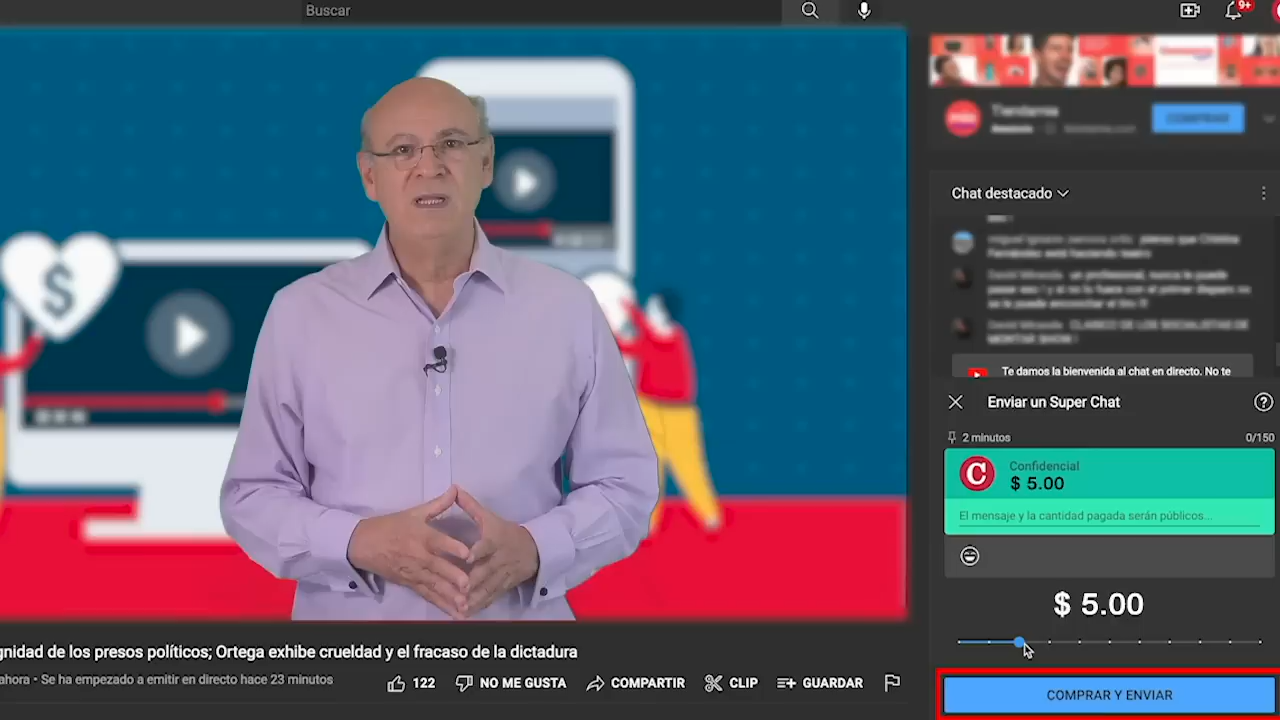 Buscar
9+
COMPRAR
Chat destacado
Te damos la bienvenida al chat en directo. No te
Enviar un Super Chat
2 minutos
0/150
Confidencial
$ 5.00
El mensaje y la cantidad pagada serán públicos...
$ 5.00
COMPRAR Y ENVIAR
gnidad de los presos políticos; Ortega exhibe crueldad y el fracaso de la dictadura
ahora • Se ha empezado a emitir en directo hace 23 minutos
122
NO ME GUSTA
COMPARTIR
CLIP
GUARDAR